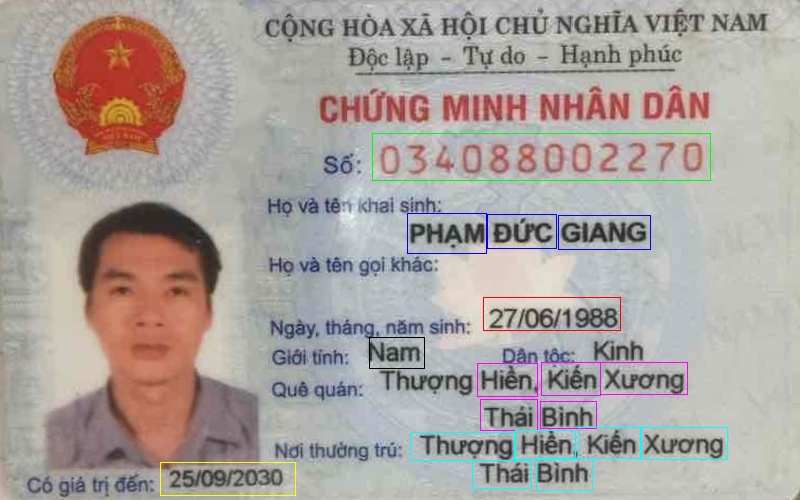 CỘNG HÒA XÃ HỘI CHỦ NGHĨA VIỆT NAM
Độc lập - Tự do - Hạnh phúc
CHỨNG MINH NHÂN DÂN
Số: 034088002270
Họ và tên khai sinh:
PHẠM ĐỨC GIANG
Họ và tên gọi khác:
Ngày, tháng, năm sinh: 27/06/1988
Giới tính: Nam Dân tộc: Kinh
Quê quán: Thượng Hiền, Kiến Xương
Thái Bình
Nơi thường trú: Thượng Hiền, Kiến Xương
Thái Bình
Có giá trị đến: 25/09/2030